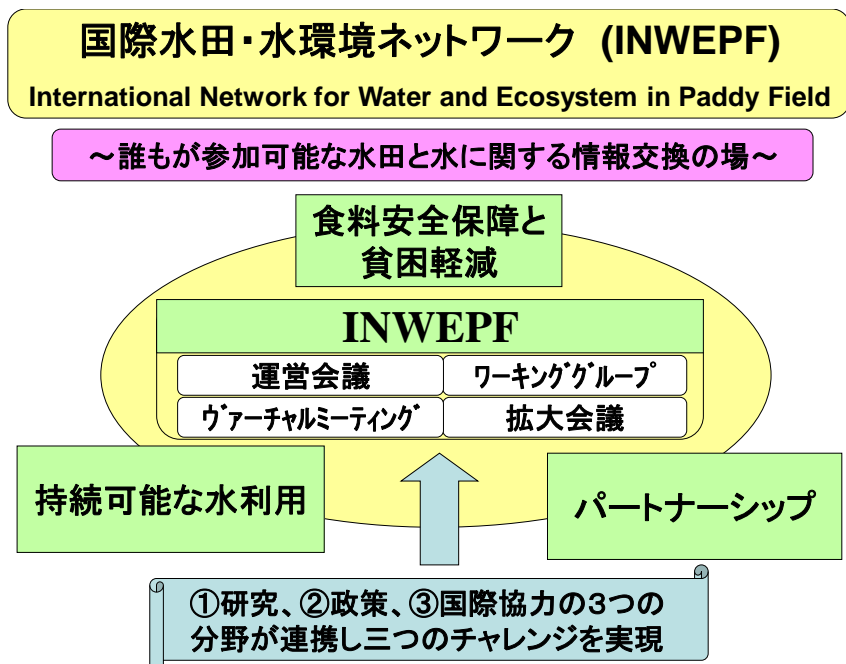 国際水田・水環境ネットワーク (INWEPF)
International Network for Water and Ecosystem in Paddy Field
～誰もが参加可能な水田と水に関する情報交換の場～
食料安全保障と
貧困軽減
INWEPF
運営会議
ワーキンググループ
ヴァーチャルミーティング
拡大会議
持続可能な水利用
パートナーシップ
①研究、②政策、③国際協力の3つの
分野が連携し三つのチャレンジを実現